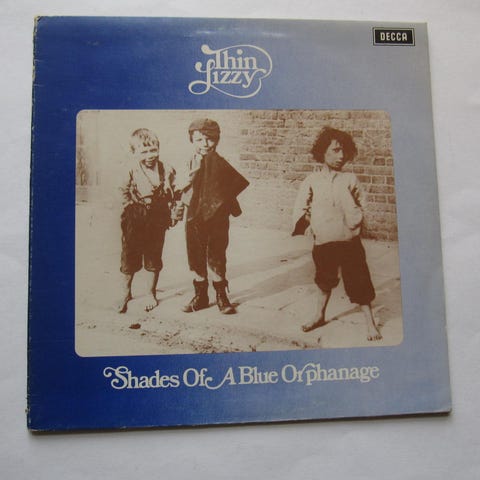 Thin
Lizzy
DECCA
Shades Of A Blue Orphanage